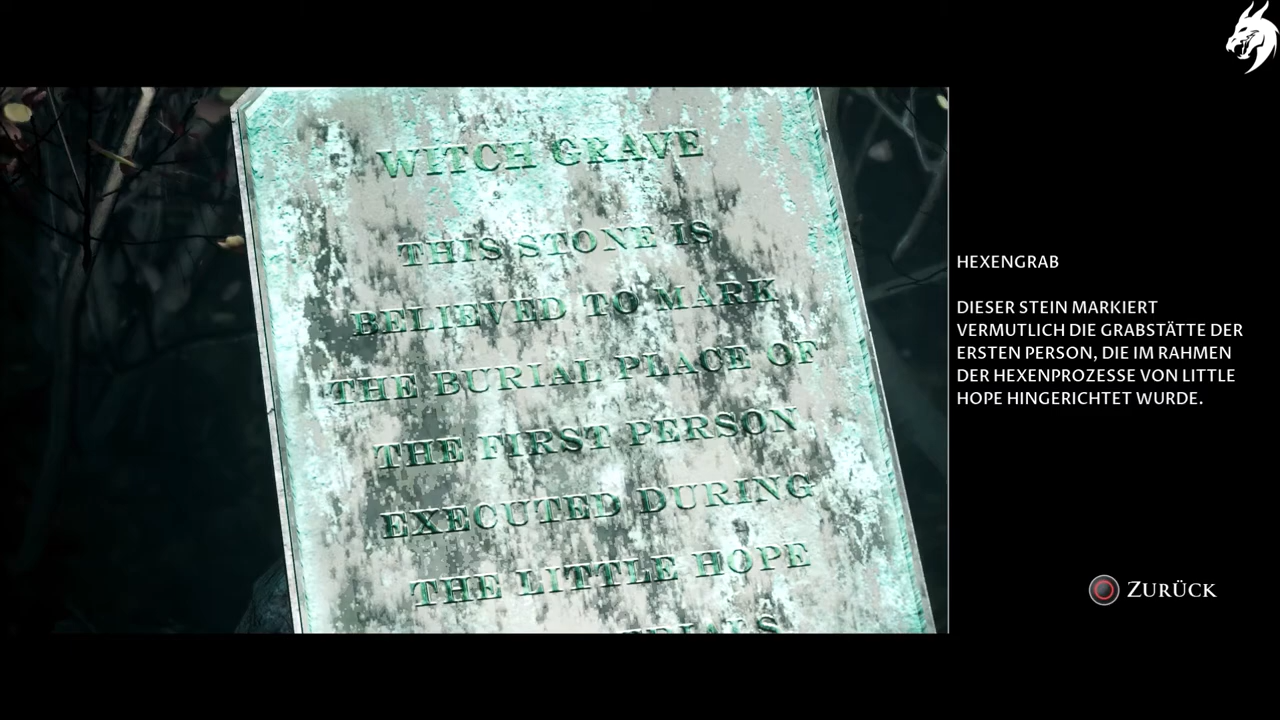 WITCH GRAVE
THIS STONE IS
BELIEVED TO MARK
THE BURIAL PLACE OF
THE FIRST PERSON
EXECUTED DURING
THE LITTLE HOPE
TRIALS
HEXENGRAB
DIESER STEIN MARKIERT
VERMUTLICH DIE GRABSTÄTTE DER
ERSTEN PERSON, DIE IM RAHMEN
DER HEXENPROZESSE VON LITTLE
HOPE HINGERICHTET WURDE.
ZURÜCK